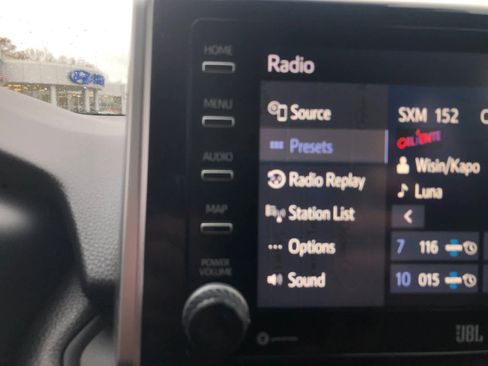 HOME
MENU
AUDIO
MAP
POWER
VOLUME
Radio
Source
Presets
Radio Replay
Station List
Options
Sound
SXM 152
CALIENTE
Wisin/Kapo
Luna
<
7 116
10 015
JBL